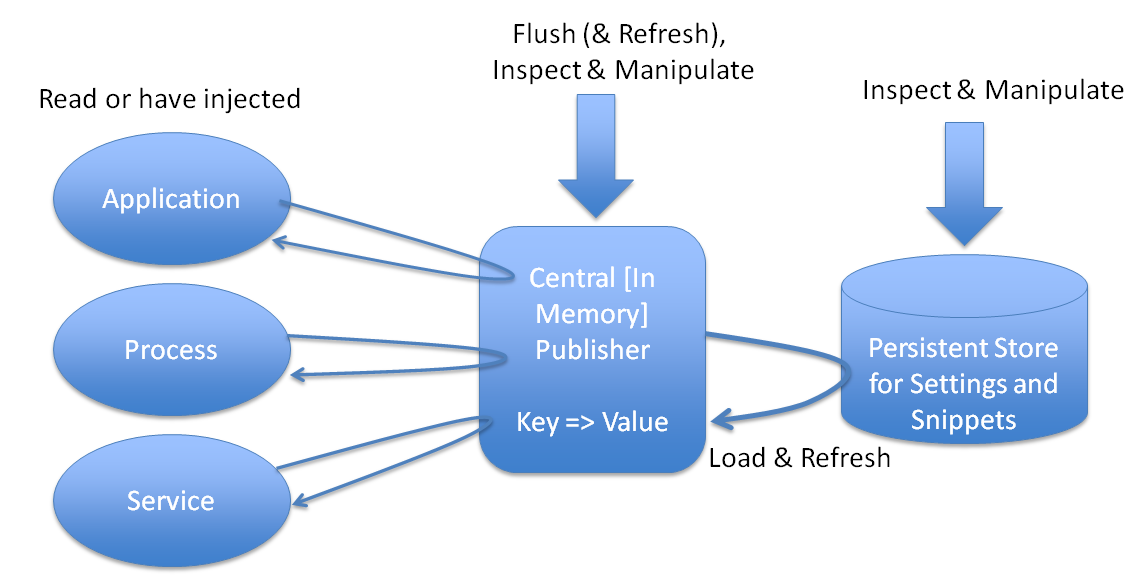 Flush (& Refresh),
Inspect & Manipulate
Inspect & Manipulate
Read or have injected
Application
Process
Service
Central [In
Memory]
Publisher
Key => Value
Persistent Store
for Settings and
Snippets
Load & Refresh